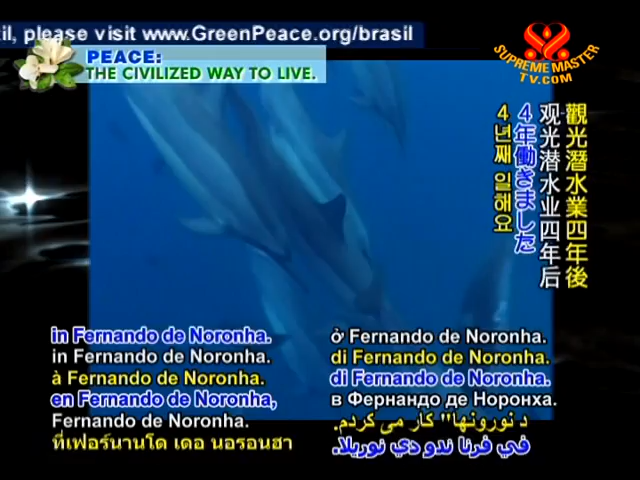 il, please visit www.GreenPeace.org/brasil
PEACE:
THE CIVILIZED WAY TO LIVE.
SUPREME MASTER
TV.COM
觀光潛水業四年後
观光潜水业四年后
4年働きました
4년째 일해요
in Fernando de Noronha.
in Fernando de Noronha.
à Fernando de Noronha.
en Fernando de Noronha,
Fernando de Noronha.
ที่เฟอร์นานโด เดอ นอรอนฮา
ở Fernando de Noronha.
di Fernando de Noronha.
di Fernando de Noronha.
в Фернандо де Норонха.
د نورونها" کار می کردم.
في فرنا ندو دي نوريلا.